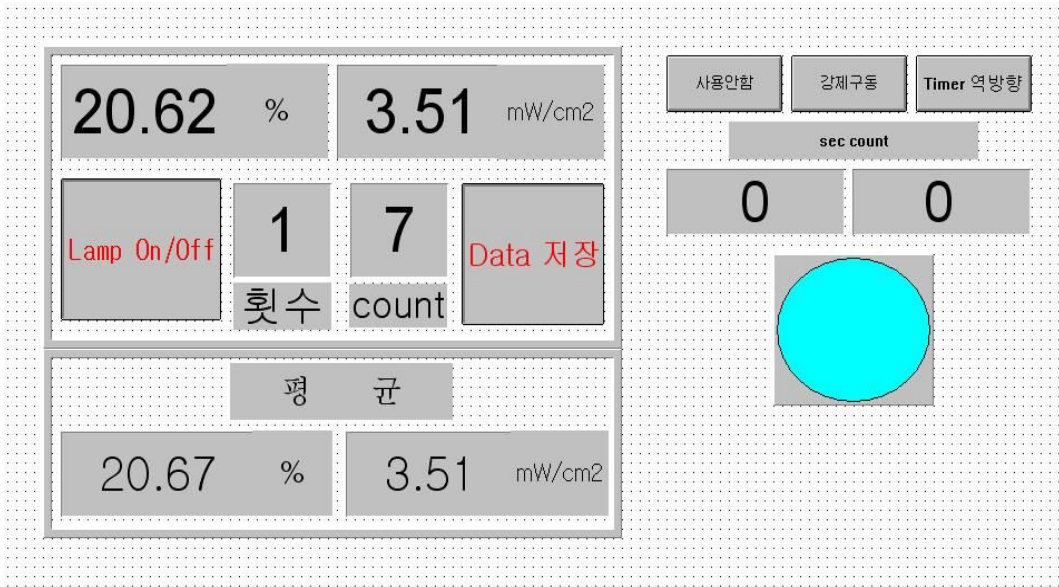 20.62 % 3.51 mW/cm2
Lamp On/Off 1 7 Data 저장
횟수 count
평 균
20.67 % 3.51 mW/cm2
사용안함 강제구동 Timer 역방향
sec count
0 0